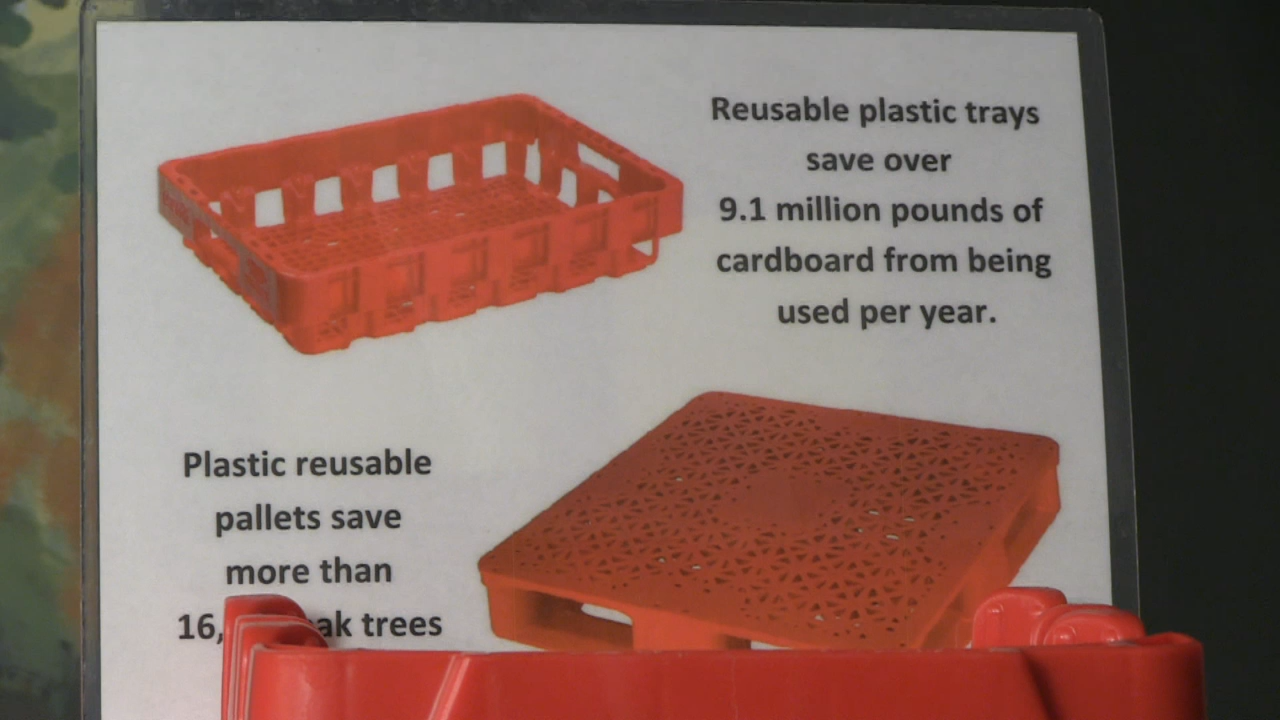 Reusable plastic trays
save over
9.1 million pounds of
cardboard from being
used per year.
Plastic reusable
pallets save
more than
trees